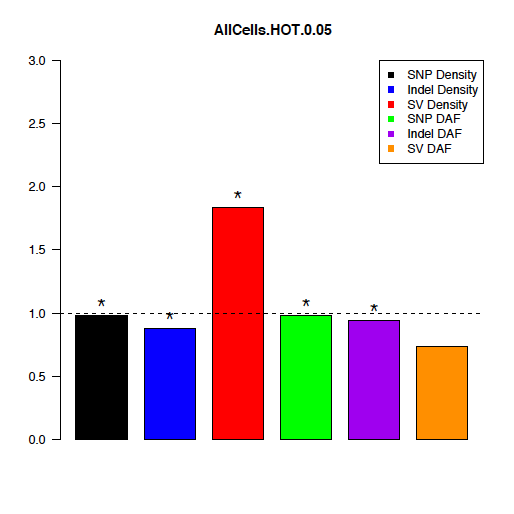 AllCells.HOT.0.05
3.0
2.5
2.0
1.5
1.0
0.5
0.0
SNP Density
Indel Density
SV Density
SNP DAF
Indel DAF
SV DAF
*
*
*
*
*